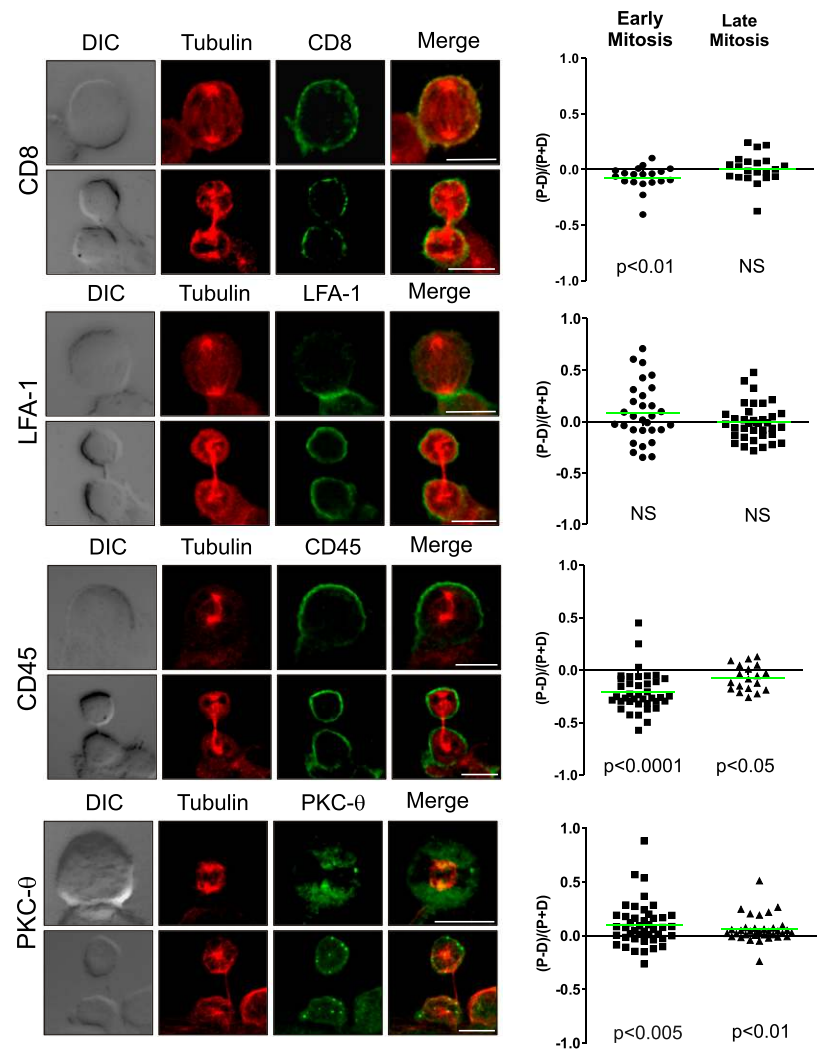 Early Mitosis
Late Mitosis
DIC Tubulin CD8 Merge
CD8
1.0
0.5
0.0
-0.5
-1.0
(P-D)/(P+D)
p<0.01 NS
DIC Tubulin LFA-1 Merge
LFA-1
1.0
0.5
0.0
-0.5
-1.0
(P-D)/(P+D)
NS NS
DIC Tubulin CD45 Merge
CD45
1.0
0.5
0.0
-0.5
-1.0
(P-D)/(P+D)
p<0.0001 p<0.05
DIC Tubulin PKC-θ Merge
PKC-θ
1.0
0.5
0.0
-0.5
-1.0
(P-D)/(P+D)
p<0.005 p<0.01